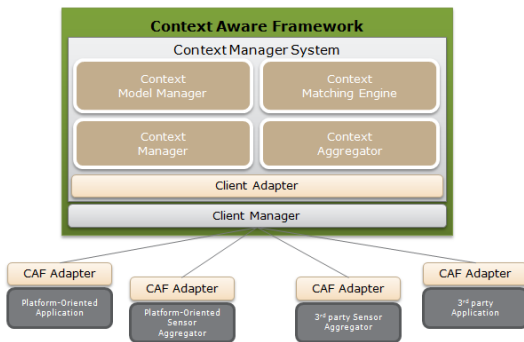 Context Aware Framework
Context Manager System
Context
Model Manager
Context
Matching Engine
Context
Manager
Context
Aggregator
Client Adapter
Client Manager
CAF Adapter
Platform-Oriented
Application
CAF Adapter
Platform-Oriented
Sensor
Aggregator
CAF Adapter
3rd party Sensor
Aggregator
CAF Adapter
3rd party
Application